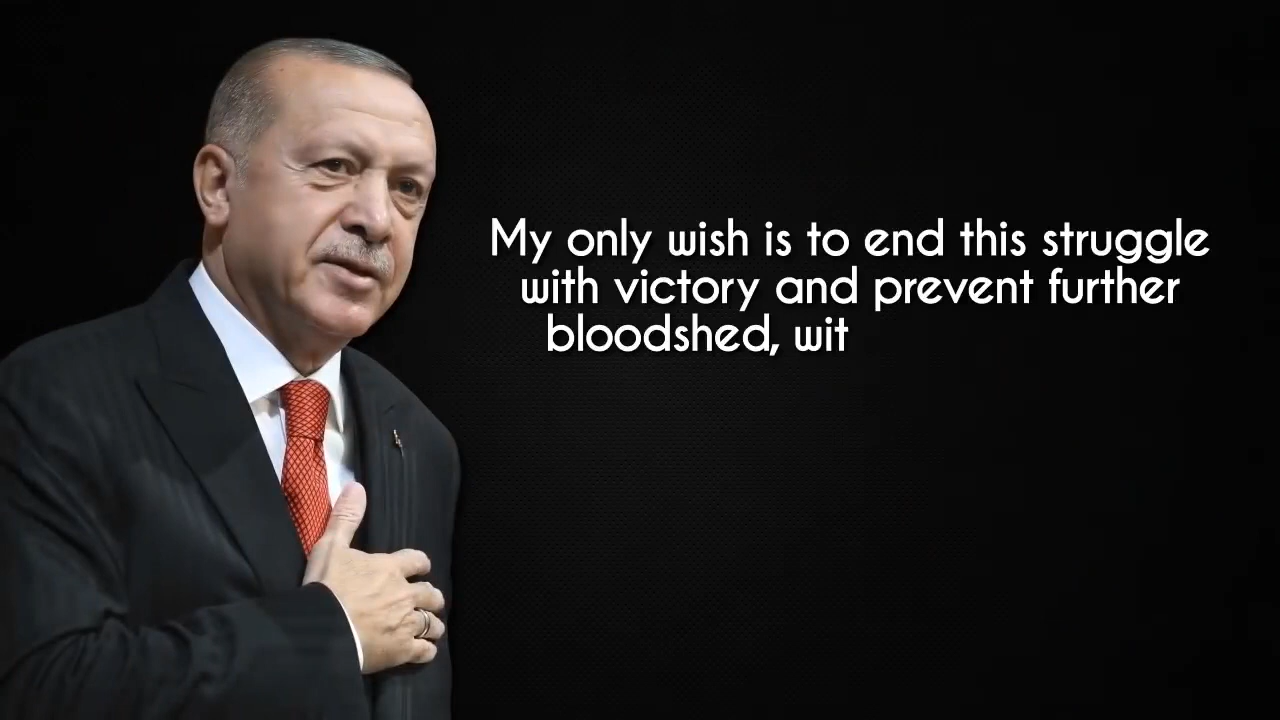 My only wish is to end this struggle
with victory and prevent further
bloodshed, wit